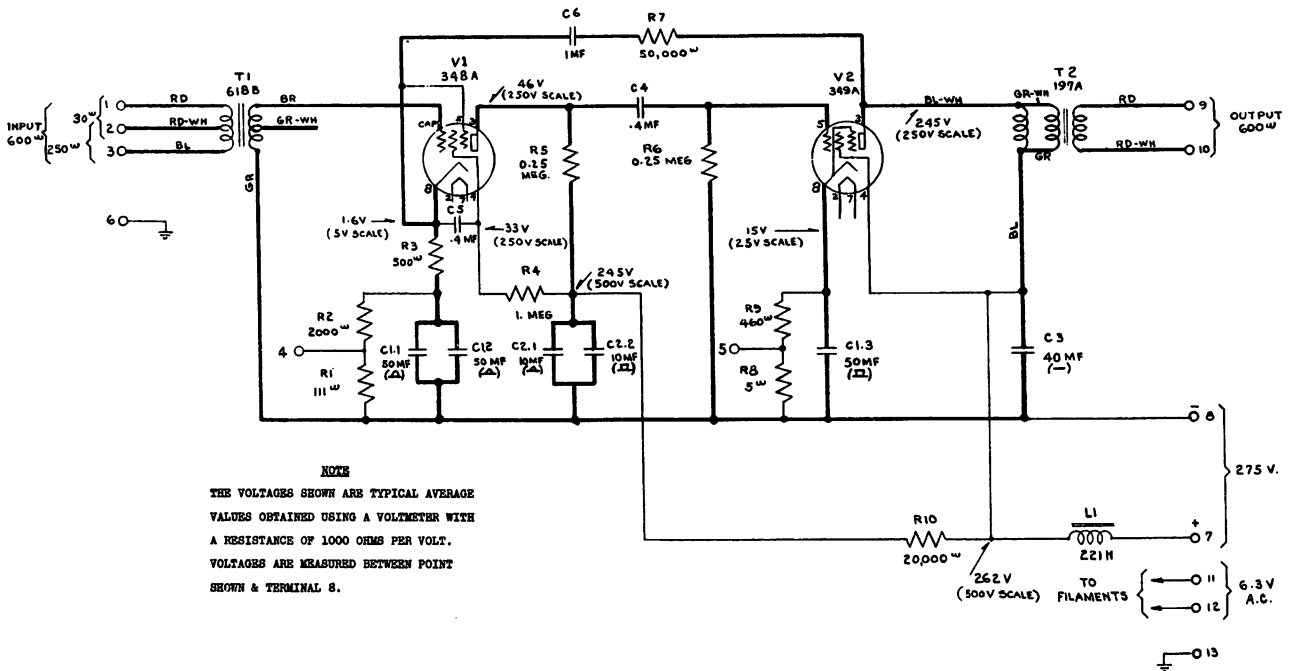 C6
1MF
R7
50,000ω
T1
618B
V1
348A
46V
(250V SCALE)
C4
.4MF
V2
349A
BL-WH
245V
(250V SCALE)
GR-WH
T2
197A
INPUT
600ω
30ω
250ω
1
2
3
RD
RD-WH
BL
BR
GR-WH
GR
CAP
5
3
8
2
7
4
R5
0.25
MEG.
R6
0.25 MEG
5
3
8
2
7
4
GR
BL
RD
RD-WH
9
10
OUTPUT
600ω
6
1.6V
(5V SCALE)
C5
.4MF
33V
(250V SCALE)
15V
(25V SCALE)
R3
500ω
R4
1. MEG
245V
(500V SCALE)
R2
2000ω
4
R1
111ω
C1.1
50MF
(△)
C1.2
50MF
(△)
C2.1
10MF
(△)
C2.2
10MF
(□)
R9
460ω
5
R8
5ω
C1.3
50MF
(□)
C3
40MF
(—)
– 8
275 V.
+
7
NOTE
THE VOLTAGES SHOWN ARE TYPICAL AVERAGE
VALUES OBTAINED USING A VOLTMETER WITH
A RESISTANCE OF 1000 OHMS PER VOLT.
VOLTAGES ARE MEASURED BETWEEN POINT
SHOWN & TERMINAL 8.
R10
20,000ω
L1
221H
262V
(500V SCALE)
TO
FILAMENTS
11
12
6.3V
A.C.
13